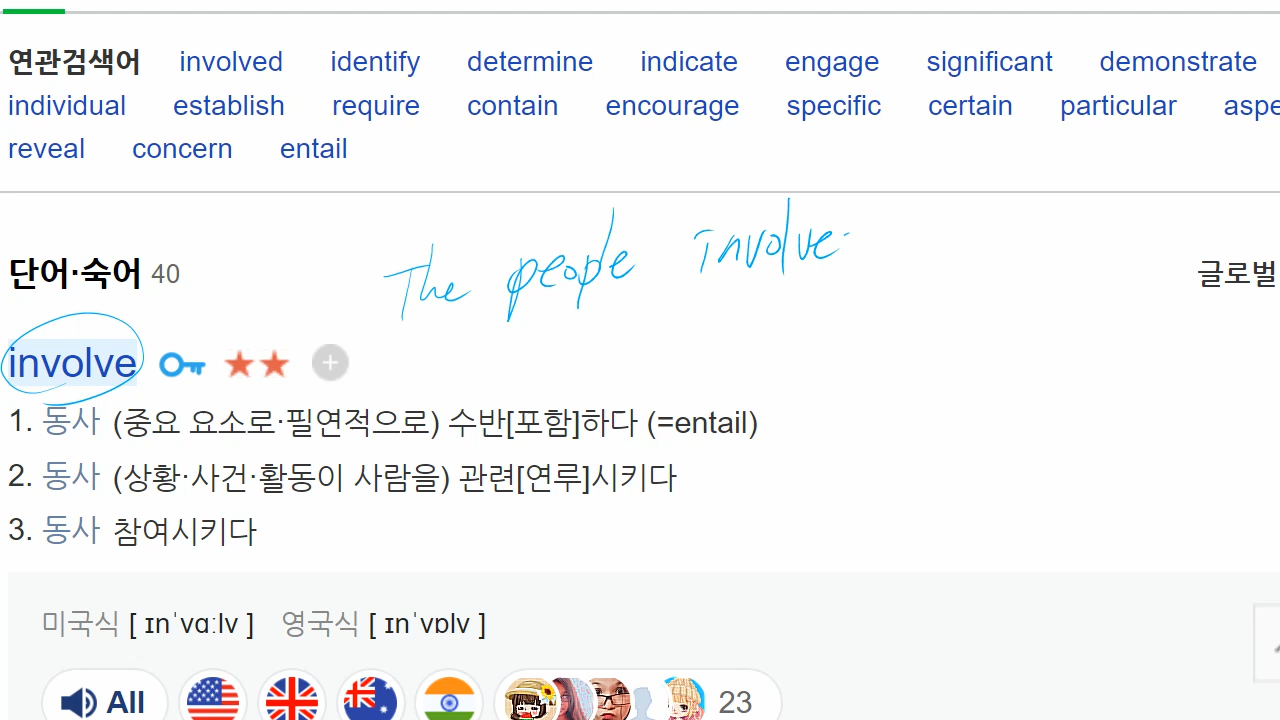 연관검색어 involved identify determine indicate engage significant demonstrate
individual establish require contain encourage specific certain particular aspe
reveal concern entail
The people involve
단어·숙어 40
글로벌
involve
1. 동사 (중요 요소로·필연적으로) 수반[포함]하다 (=entail)
2. 동사 (상황·사건·활동이 사람을) 관련[연루]시키다
3. 동사 참여시키다
미국식 [ ɪnˈvɑːlv ] 영국식 [ ɪnˈvɒlv ]
All 23